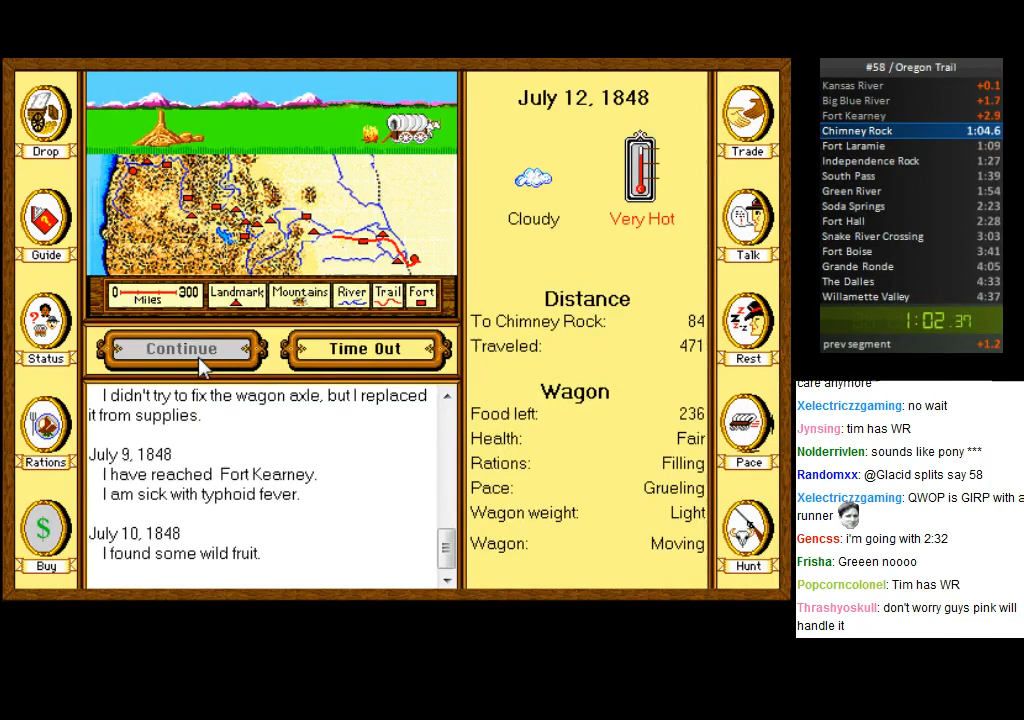 #58 / Oregon Trail
Kansas River +0.1
Big Blue River +1.7
Fort Kearney +2.9
Chimney Rock 1:04.6
Fort Laramie 1:09
Independence Rock 1:27
South Pass 1:39
Green River 1:54
Soda Springs 2:23
Fort Hall 2:28
Snake River Crossing 3:03
Fort Boise 3:41
Grande Ronde 4:05
The Dalles 4:33
Willamette Valley 4:37
1:02.37
prev segment +1.2
Drop
Guide
Status
Rations
$
Buy
0 300
Miles
Landmark
Mountains
River
Trail
Fort
Continue
Time Out
I didn't try to fix the wagon axle, but I replaced
it from supplies.
July 9, 1848
I have reached Fort Kearney.
I am sick with typhoid fever.
July 10, 1848
I found some wild fruit.
July 12, 1848
Cloudy
Very Hot
Distance
To Chimney Rock: 84
Traveled: 471
Wagon
Food left: 236
Health: Fair
Rations: Filling
Pace: Grueling
Wagon weight: Light
Wagon: Moving
Trade
Talk
Rest
Pace
Hunt
care anymore
Xelectriczzgaming: no wait
Jynsing: tim has WR
Nolderrivlen: sounds like pony ***
Randomxx: @Glacid splits say 58
Xelectriczzgaming: QWOP is GIRP with a
runner
Gencss: i'm going with 2:32
Frisha: Greeen noooo
Popcorncolonel: Tim has WR
Thrashyoskull: don't worry guys pink will
handle it